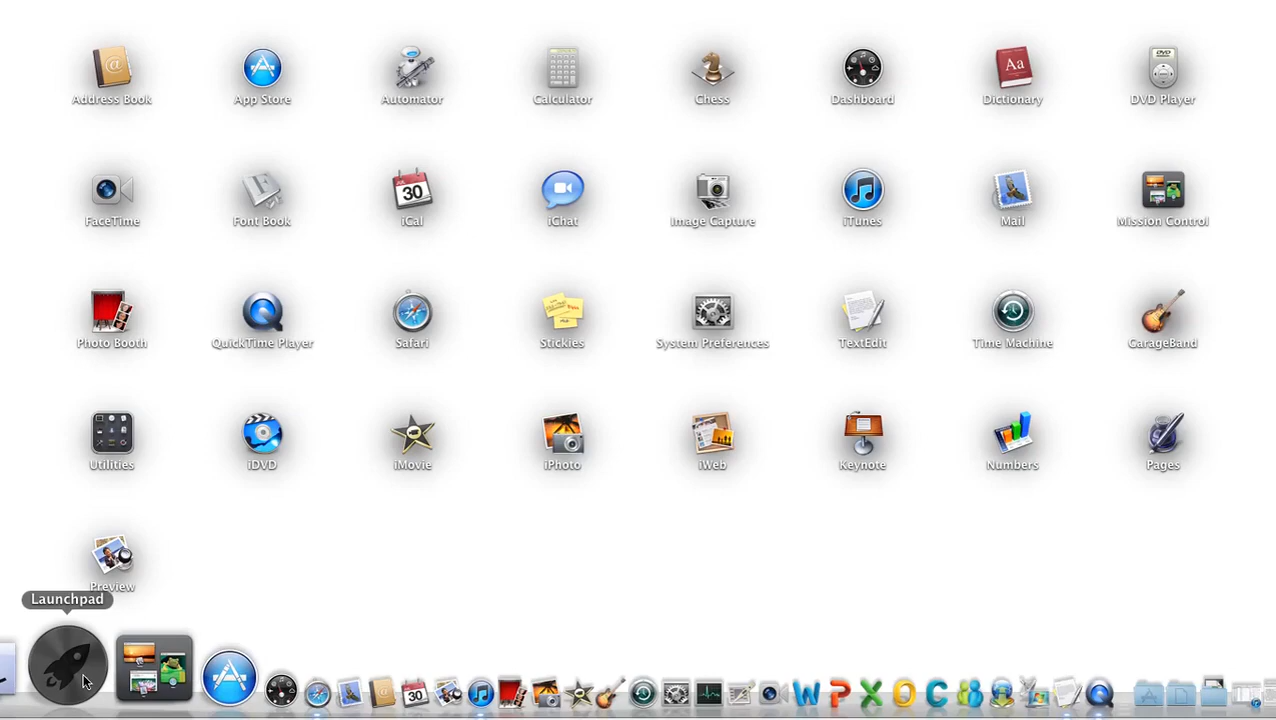 Address Book
App Store
Automator
Calculator
Chess
Dashboard
Dictionary
DVD Player
FaceTime
Font Book
iCal
iChat
Image Capture
iTunes
Mail
Mission Control
Photo Booth
QuickTime Player
Safari
Stickies
System Preferences
TextEdit
Time Machine
GarageBand
Utilities
iDVD
iMovie
iPhoto
iWeb
Keynote
Numbers
Pages
Preview
Launchpad